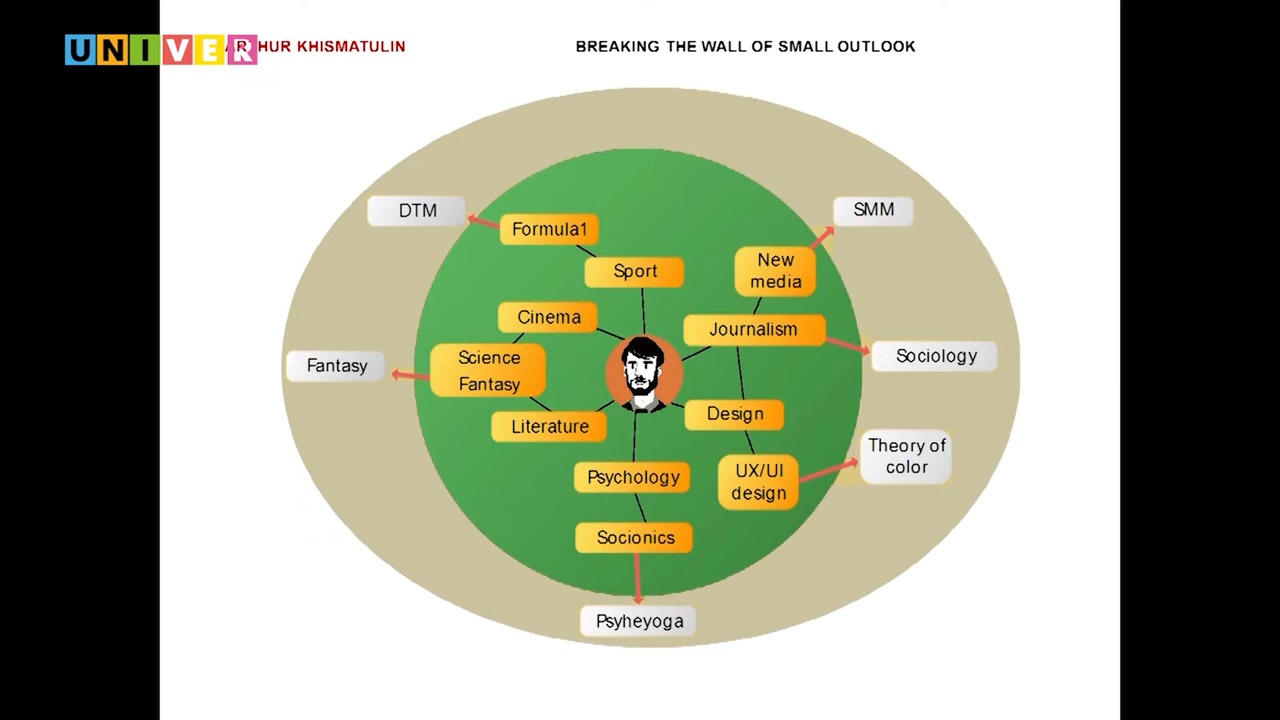 UNIVER
HUR KHISMATULIN
BREAKING THE WALL OF SMALL OUTLOOK
DTM
SMM
Formula1
New
media
Sport
Cinema
Journalism
Science
Fantasy
Fantasy
Sociology
Literature
Design
Theory of
color
Psychology
UX/UI
design
Socionics
Psyheyoga